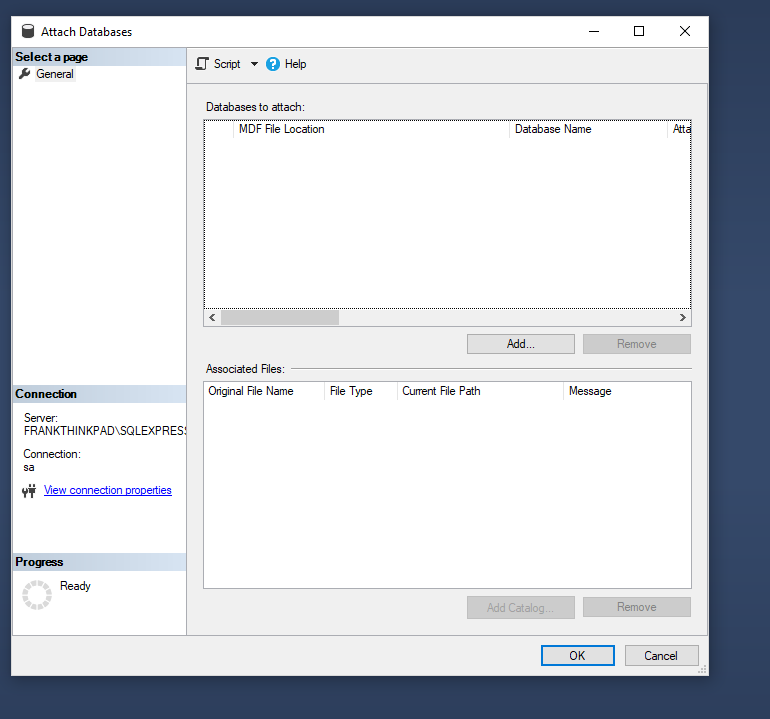 Attach Databases
Select a page
General
Script
Help
Databases to attach:
MDF File Location
Database Name
Atta
Add...
Remove
Associated Files:
Original File Name
File Type
Current File Path
Message
Connection
Server:
FRANKTHINKPAD\SQLEXPRESS
Connection:
sa
View connection properties
Progress
Ready
Add Catalog...
Remove
OK
Cancel